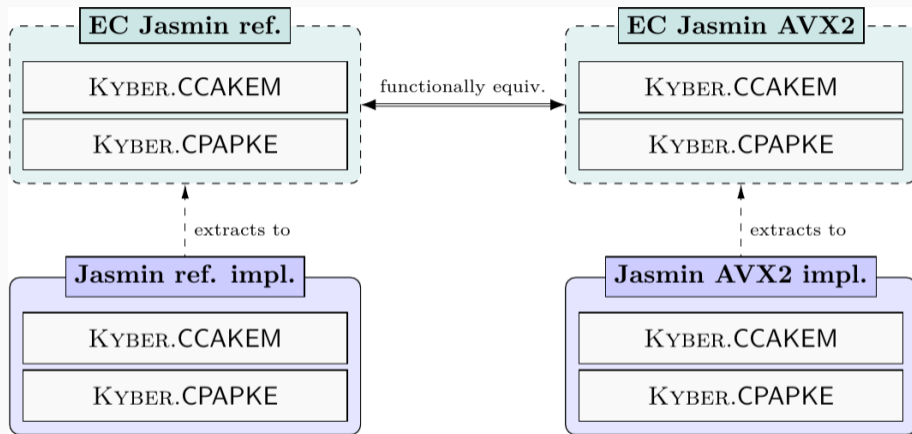 EC Jasmin ref.
EC Jasmin AVX2
KYBER.CCAKEM
KYBER.CPAPKE
functionally equiv.
KYBER.CCAKEM
KYBER.CPAPKE
extracts to
extracts to
Jasmin ref. impl.
Jasmin AVX2 impl.
KYBER.CCAKEM
KYBER.CPAPKE
KYBER.CCAKEM
KYBER.CPAPKE